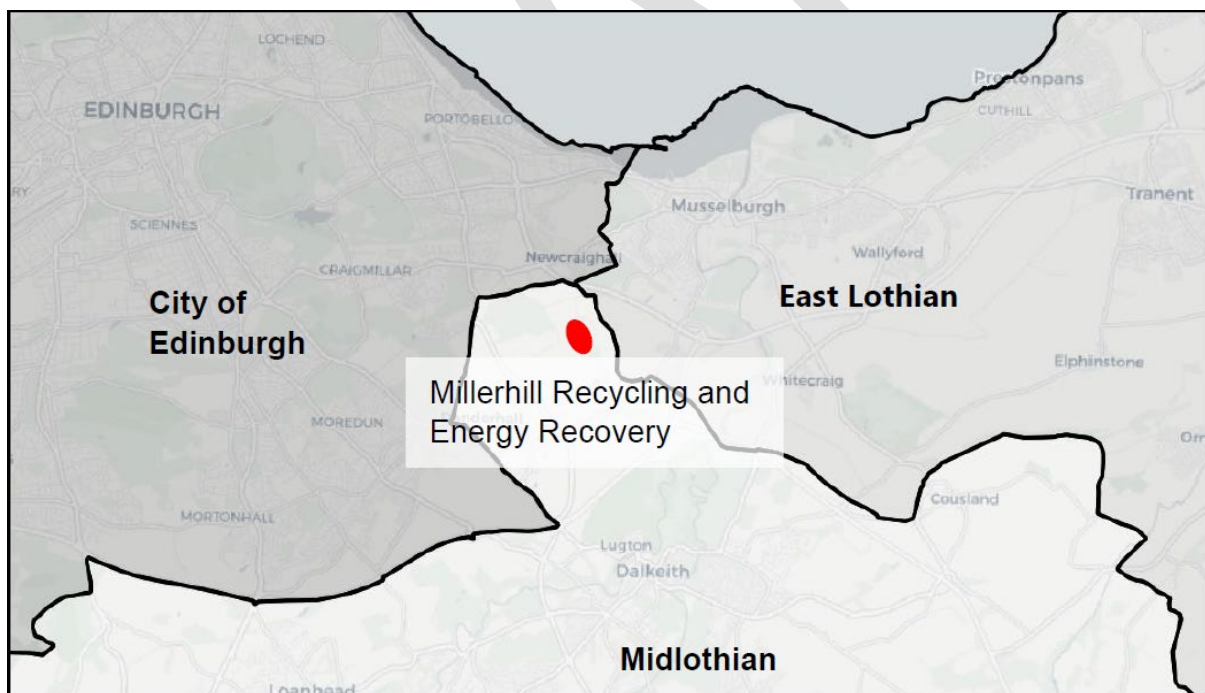 LOCHEND
EDINBURGH
PORTOBELLO
Prestonpans
CUTHILL
SCIENNES
Musselburgh
Tranent
Newcraighall
Wallyford
CRAIGMILLAR
City of
Edinburgh
East Lothian
Elphinstone
Whitecraig
Millerhill Recycling and
Energy Recovery
MOREDUN
MORTONHALL
Cousland
Lugton
Dalkeith
Midlothian
Loanhead